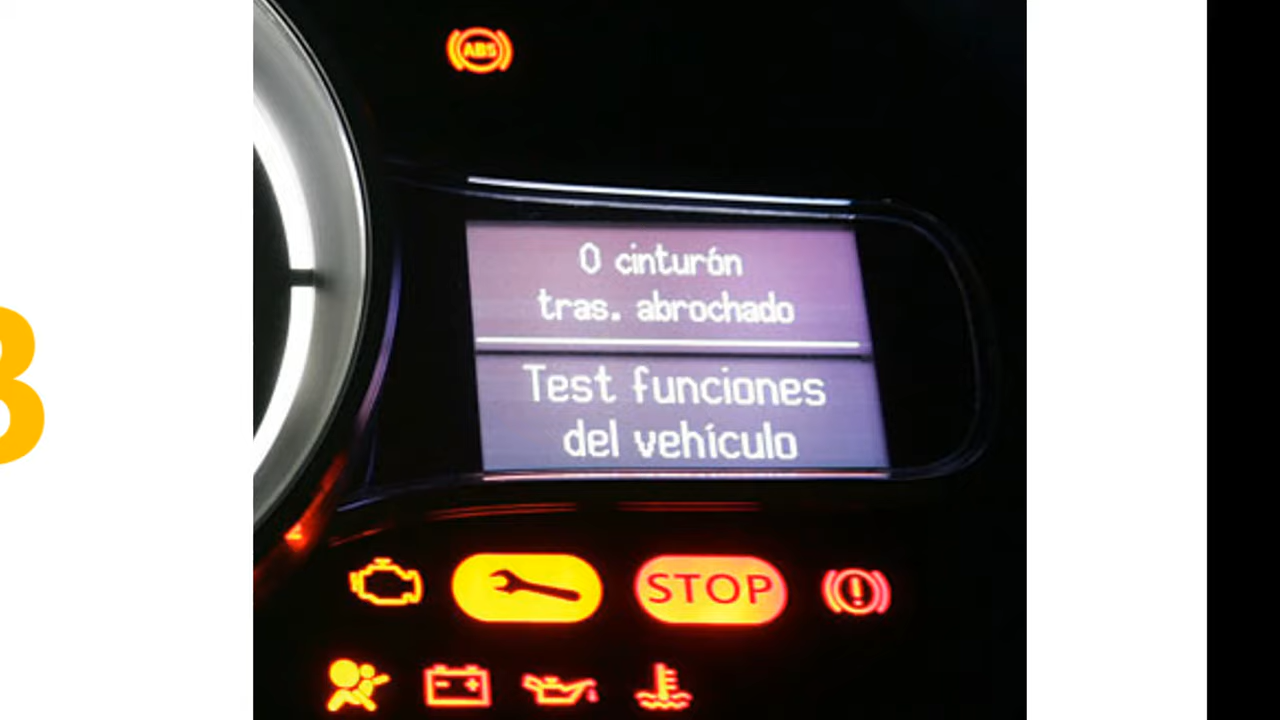 ABS
0 cinturón
tras. abrochado
Test funciones
del vehículo
STOP